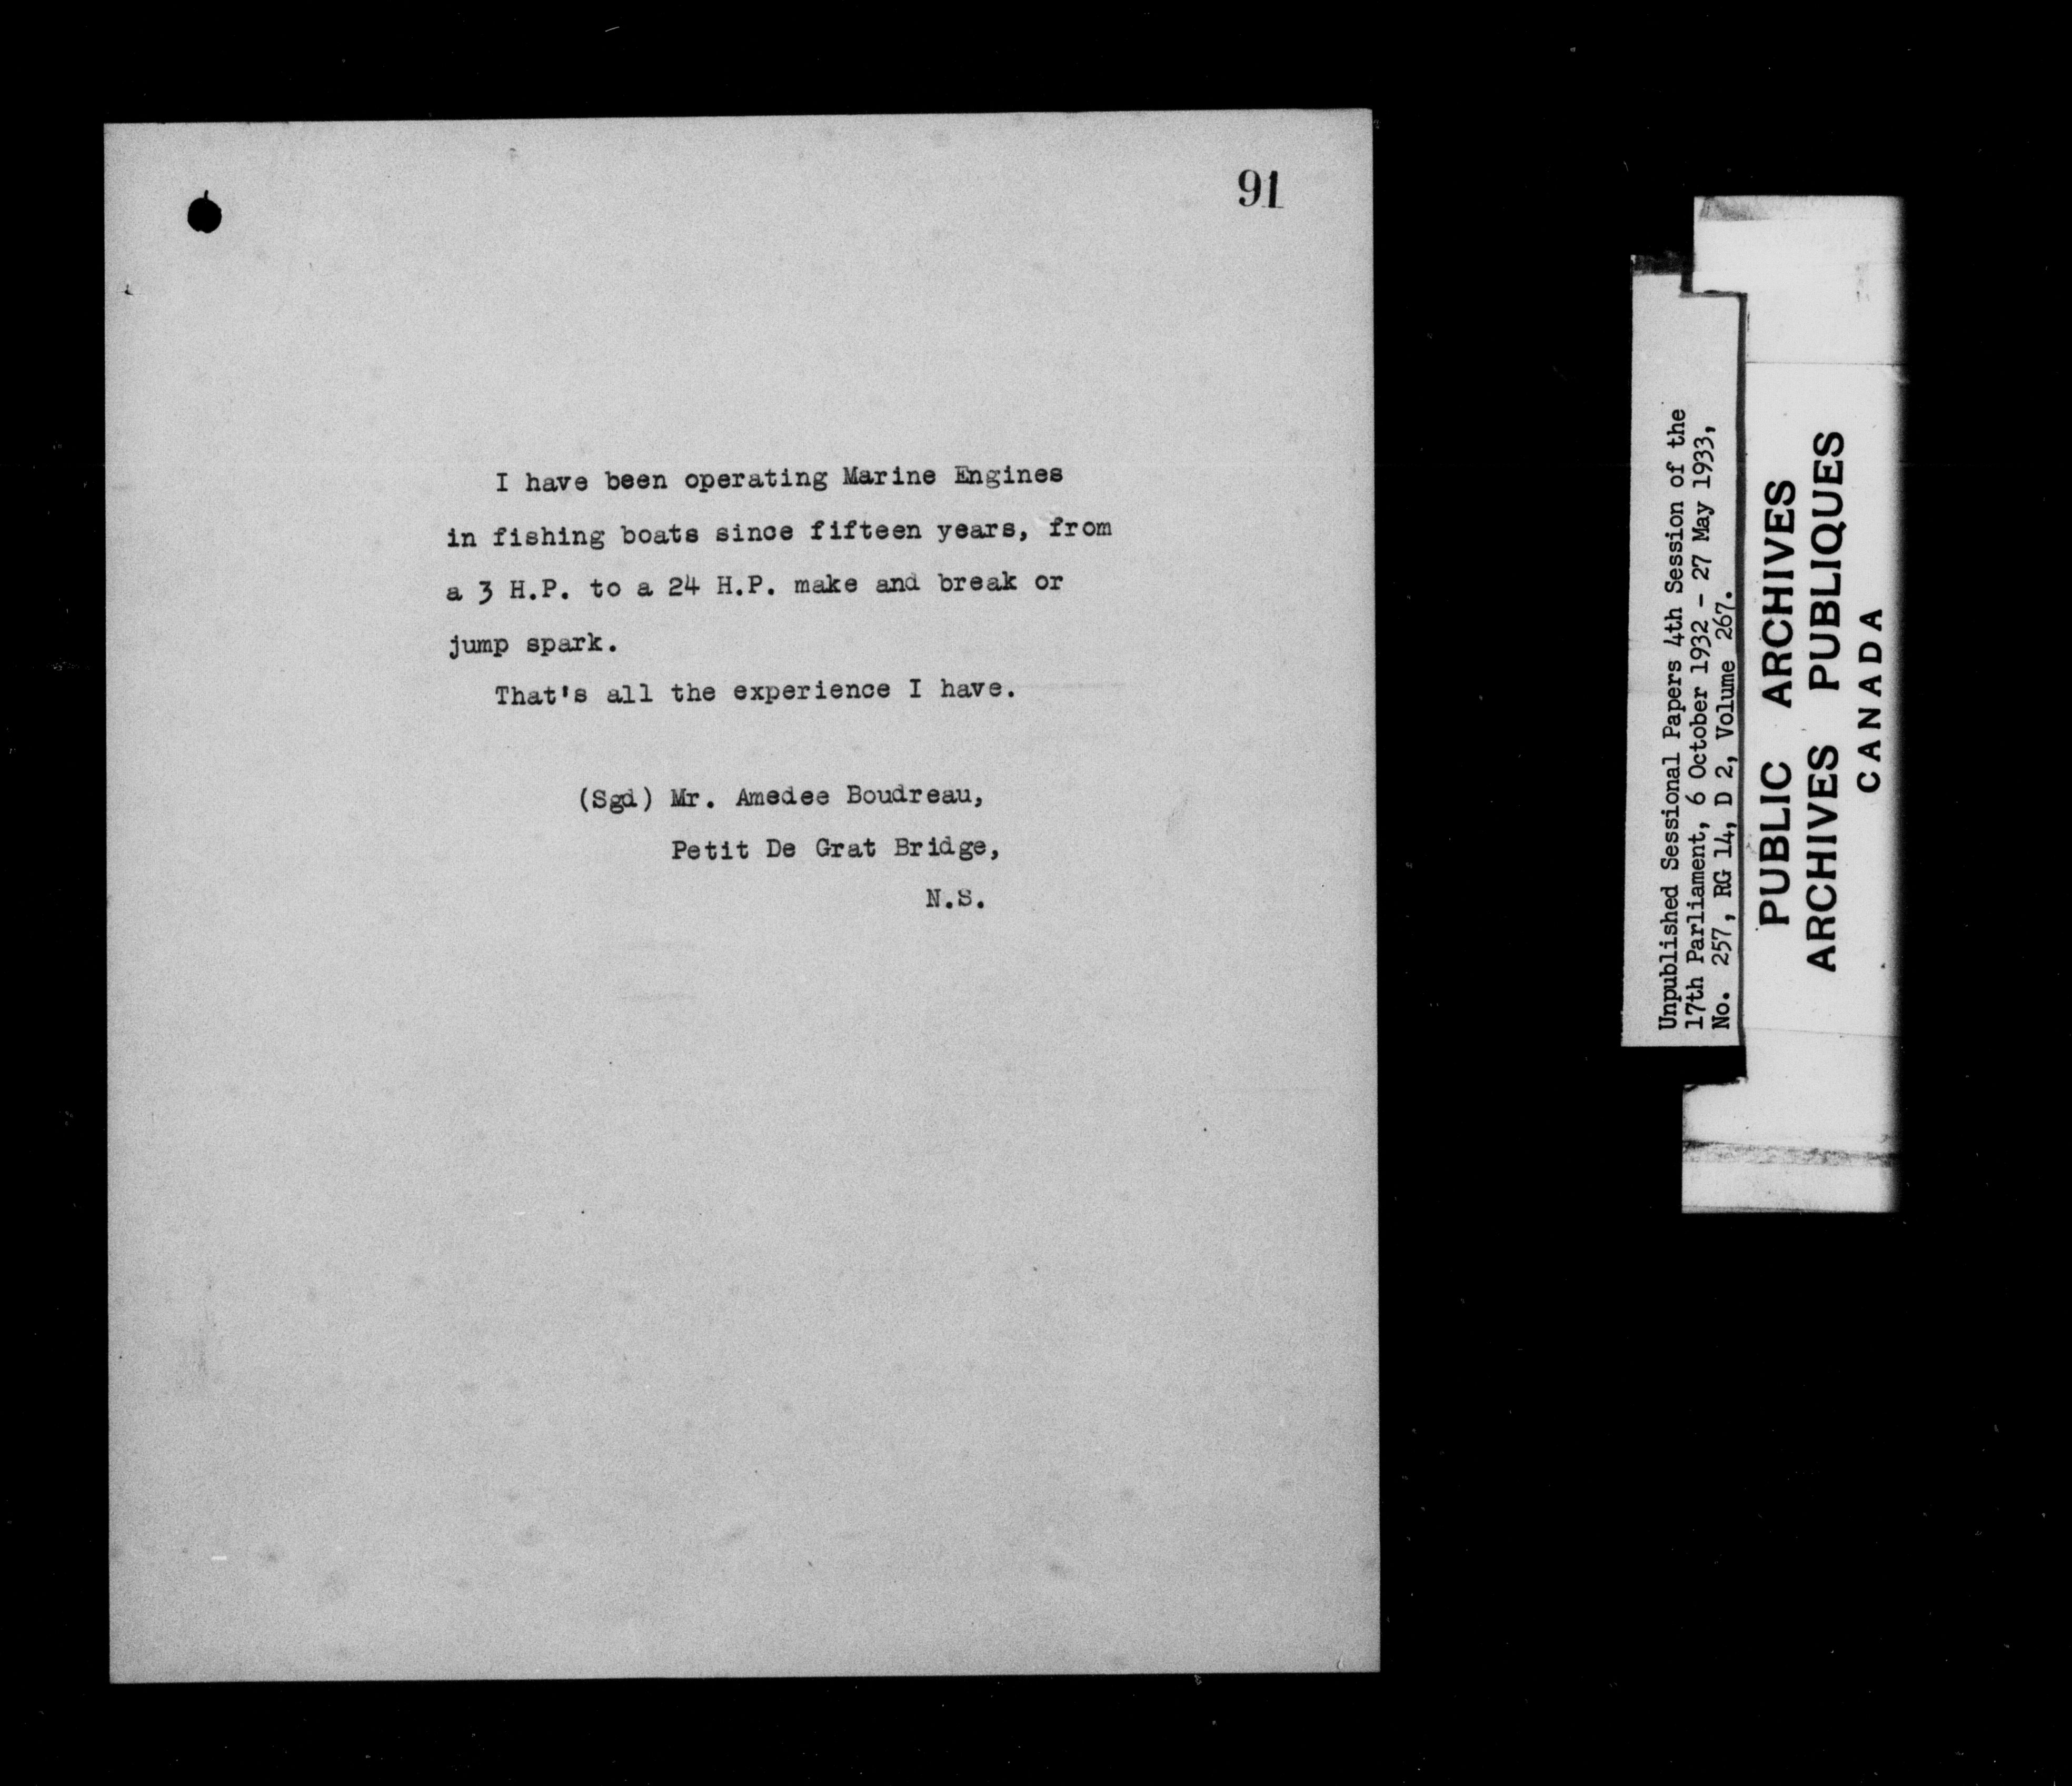 91
I have been operating Marine Engines
in fishing boats since fifteen years, from
a 3 H.P. to a 24 H.P. make and break or
jump spark.
That's all the experience I have.
(Sgd) Mr. Amedee Boudreau,
Petit De Grat Bridge,
N.S.
Unpublished Sessional Papers 4th Session of the
17th Parliament, 6 October 1932 - 27 May 1933,
No. 257, RG 14, D 2, Volume 267.
PUBLIC ARCHIVES
ARCHIVES PUBLIQUES
CANADA